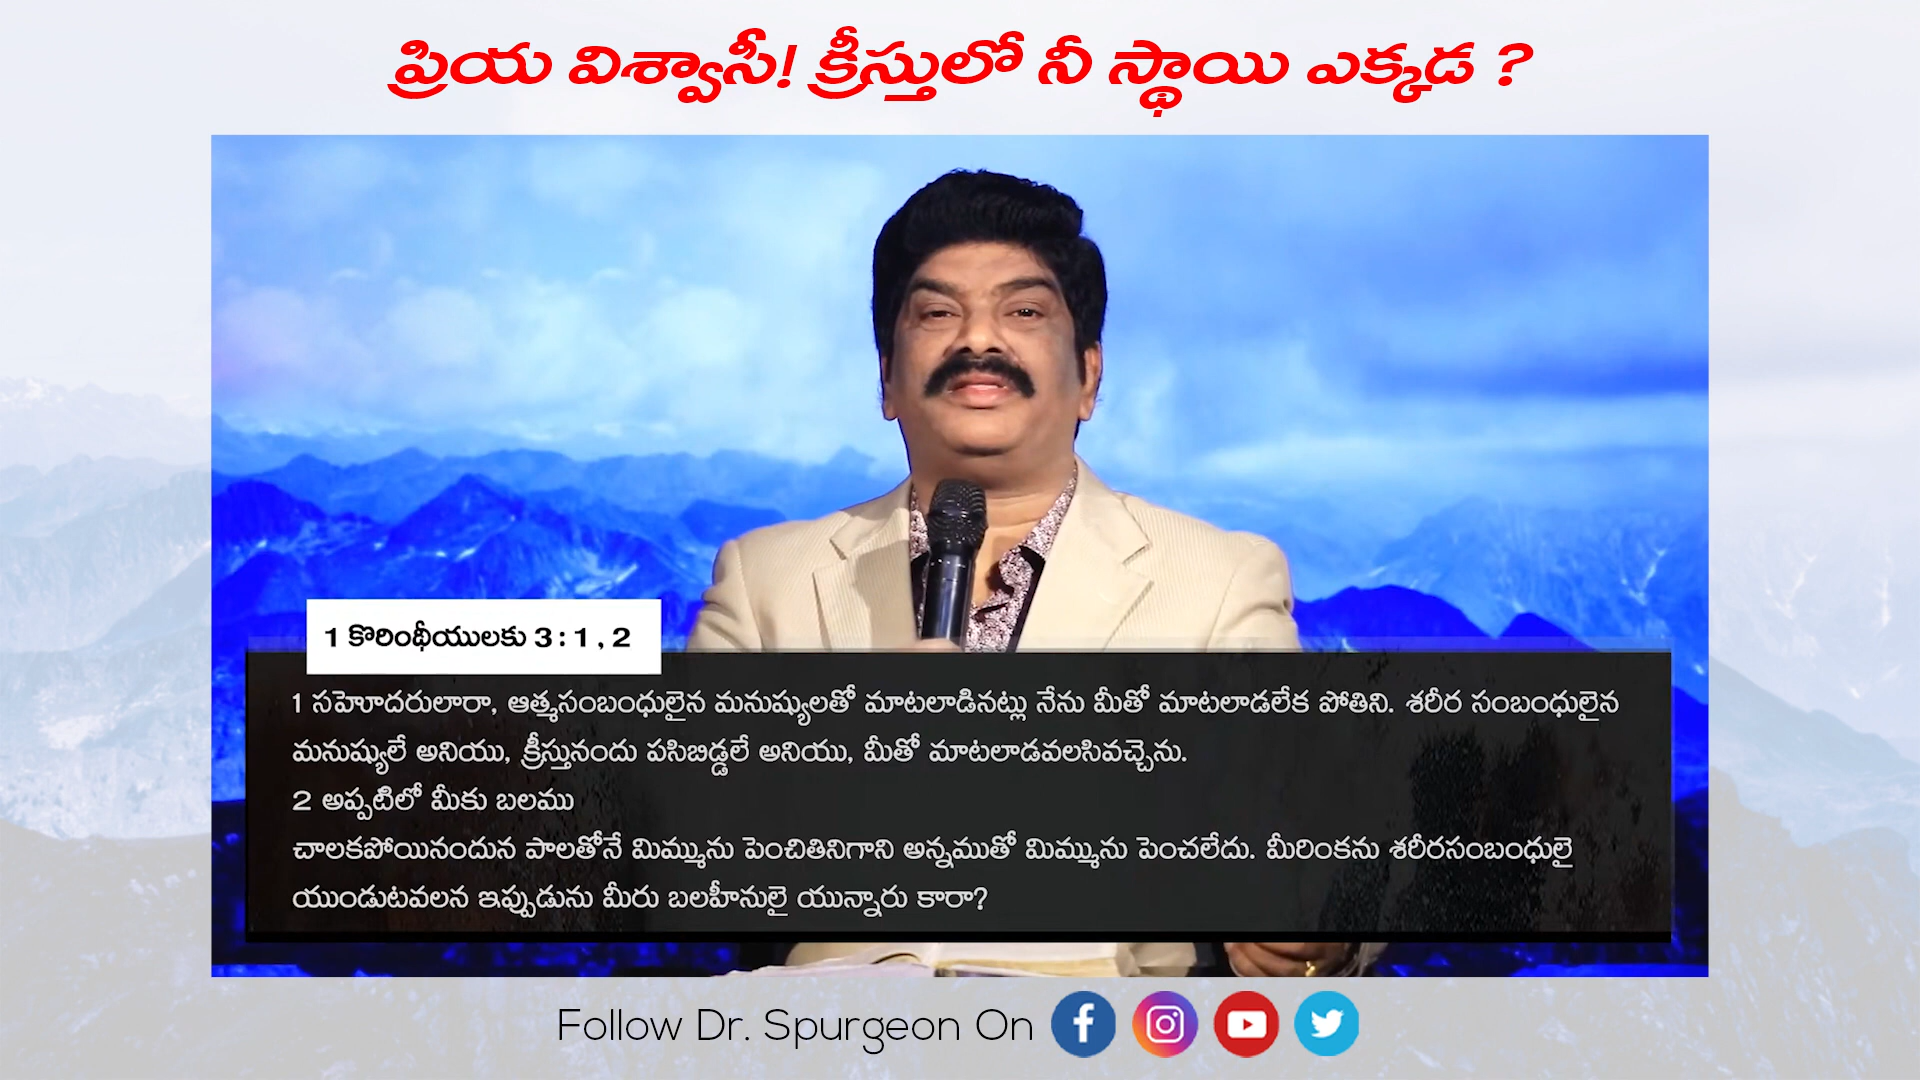 ప్రియ విశ్వాసీ! క్రీస్తులో నీ స్థాయి ఎక్కడ ?
1 కొరింథీయులకు 3 : 1 , 2
1 సహెూదరులారా, ఆత్మసంబంధులైన మనుష్యులతో మాటలాడినట్లు నేను మీతో మాటలాడలేక పోతిని. శరీర సంబంధులైన
మనుష్యులే అనియు, క్రీస్తునందు పసిబిడ్డలే అనియు, మీతో మాటలాడవలసివచ్చెను.
2 అప్పటిలో మీకు బలము
చాలకపోయినందున పాలతోనే మిమ్మును పెంచితినిగాని అన్నముతో మిమ్మును పెంచలేదు. మీరింకను శరీరసంబంధులై
యుండుటవలన ఇప్పుడును మీరు బలహీనులై యున్నారు కారా?
Follow Dr. Spurgeon On